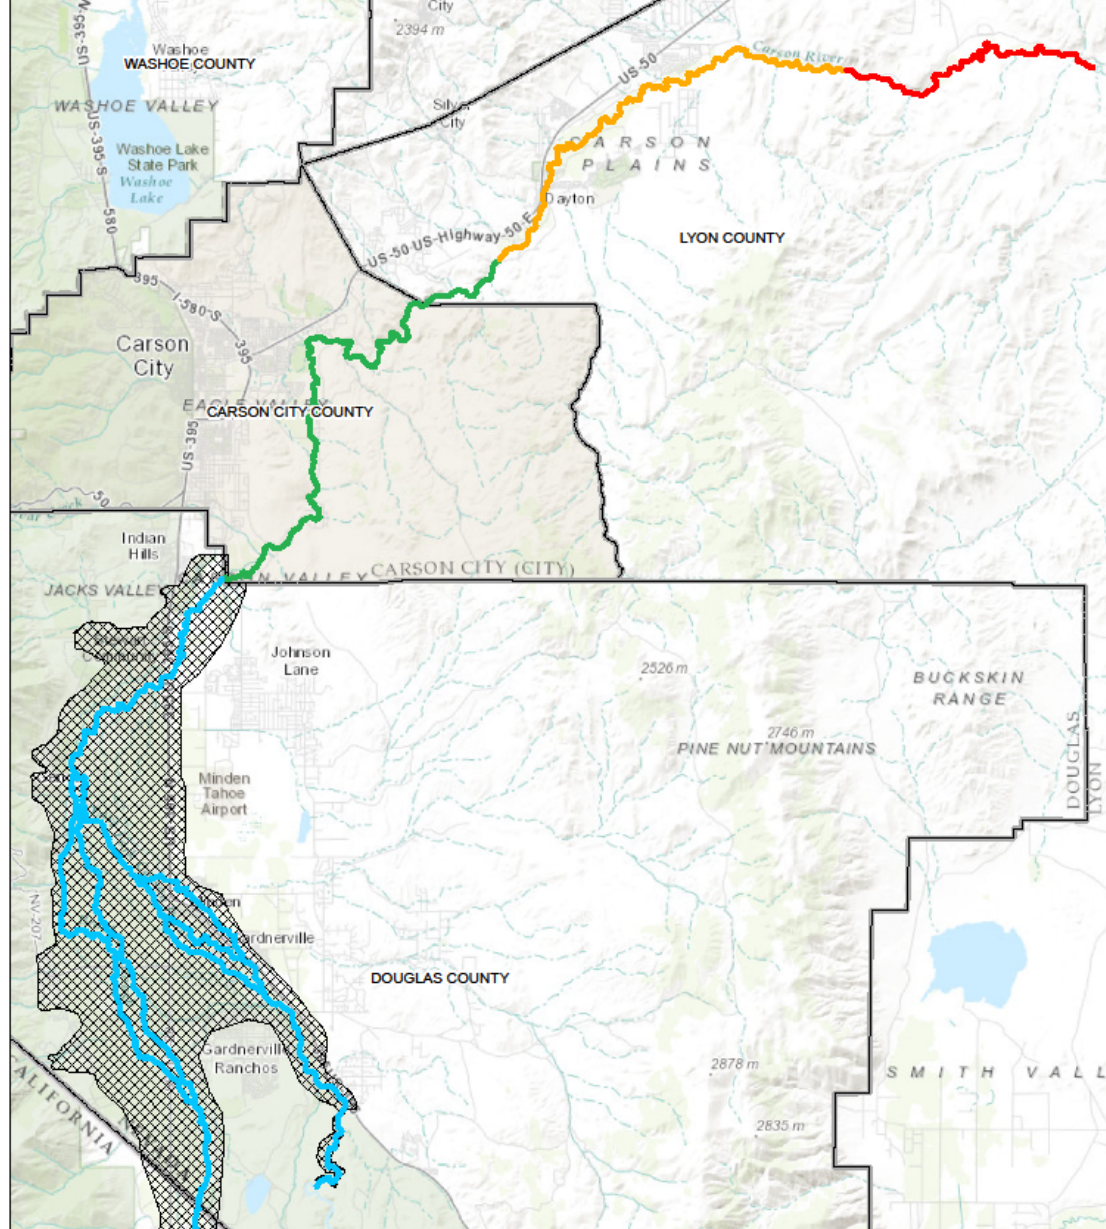 City
2394 m
US-395-N
Washoe
WASHOE COUNTY
Carson River
US-50
WASHOE VALLEY
Silver
City
US-395-S
Washoe Lake
State Park
Washoe
Lake
CARSON
PLAINS
Dayton
580
US-50-US-Highway-50-E
LYON COUNTY
395
I-580-S
Carson
City
395
EAGLE VALLEY
CARSON CITY COUNTY
US-395
50
Creek
Indian
Hills
VALLEY
CARSON CITY (CITY)
JACKS VALLEY
Johnson
Lane
2526 m
BUCKSKIN
RANGE
2746 m
PINE NUT MOUNTAINS
DOUGLAS
LYON
Minden
Tahoe
Airport
NV-207
Gardnerville
DOUGLAS COUNTY
Gardnerville
Ranchos
2878 m
SMITH VALL
CALIFORNIA
2835 m